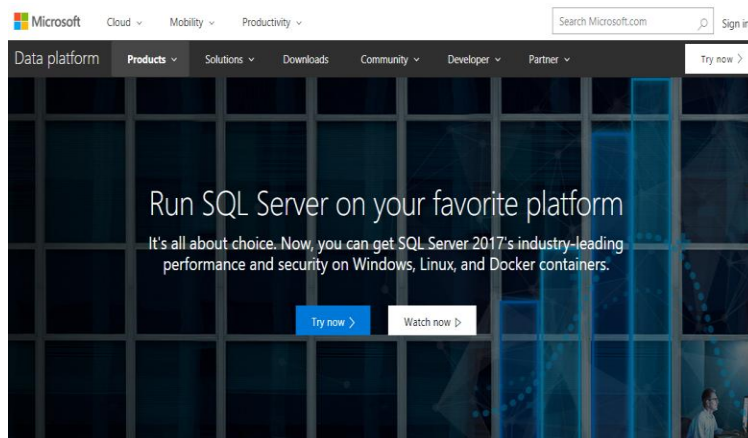 Microsoft Cloud Mobility Productivity Search Microsoft.com Sign in
Data platform Products Solutions Downloads Community Developer Partner Try now
Run SQL Server on your favorite platform
It's all about choice. Now, you can get SQL Server 2017's industry-leading
performance and security on Windows, Linux, and Docker containers.
Try now Watch now